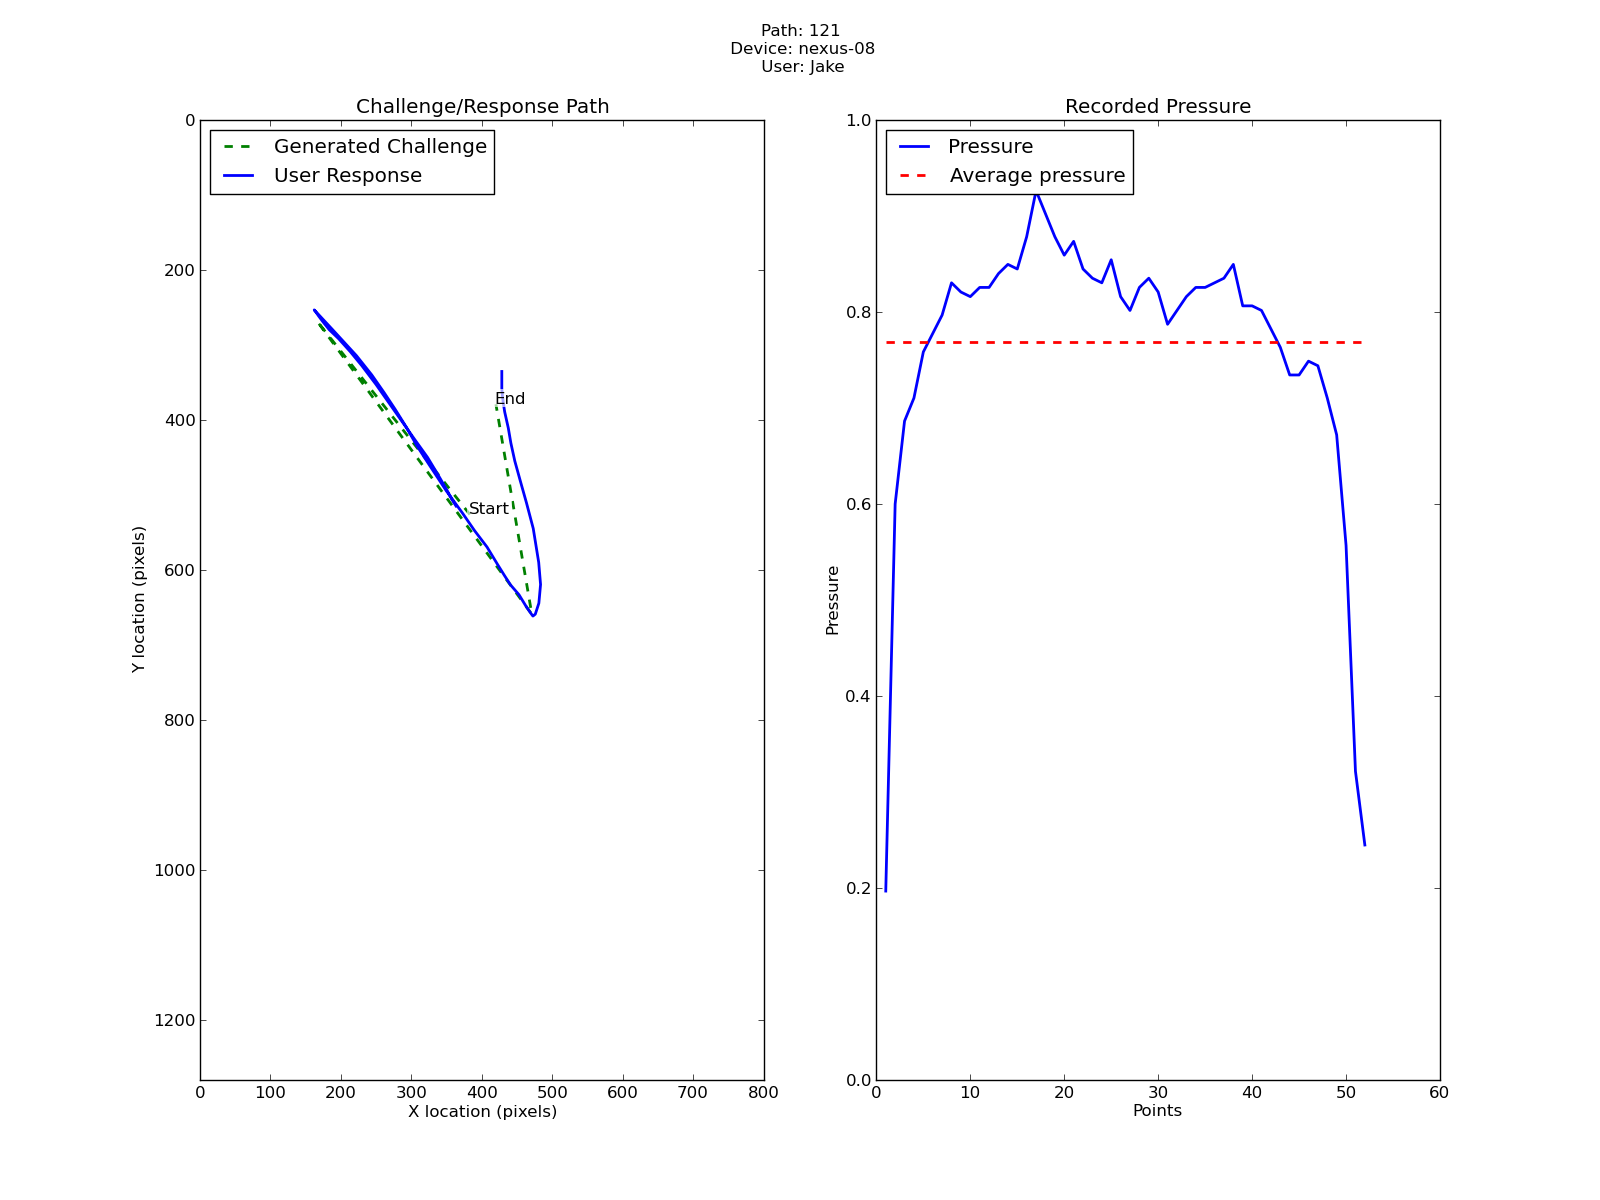 Path: 121
Device: nexus-08
User: Jake
Challenge/Response Path
Generated Challenge
User Response
0
200
400
600
800
1000
1200
Y location (pixels)
End
Start
0 100 200 300 400 500 600 700 800
X location (pixels)
Recorded Pressure
Pressure
Average pressure
1.0
0.8
0.6
0.4
0.2
0.0
Pressure
0 10 20 30 40 50 60
Points